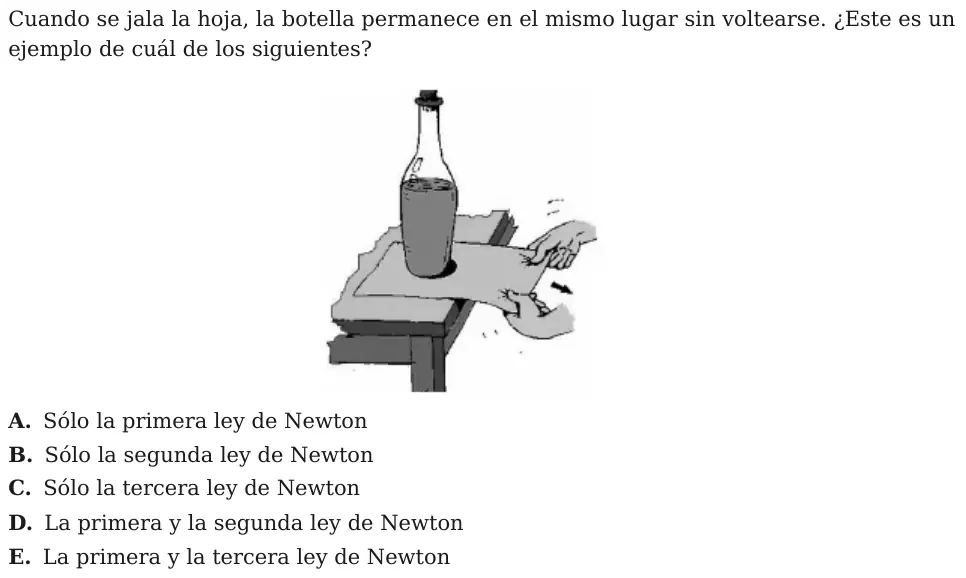 Cuando se jala la hoja, la botella permanece en el mismo lugar sin voltearse. ¿Este es un
ejemplo de cuál de los siguientes?
A. Sólo la primera ley de Newton
B. Sólo la segunda ley de Newton
C. Sólo la tercera ley de Newton
D. La primera y la segunda ley de Newton
E. La primera y la tercera ley de Newton